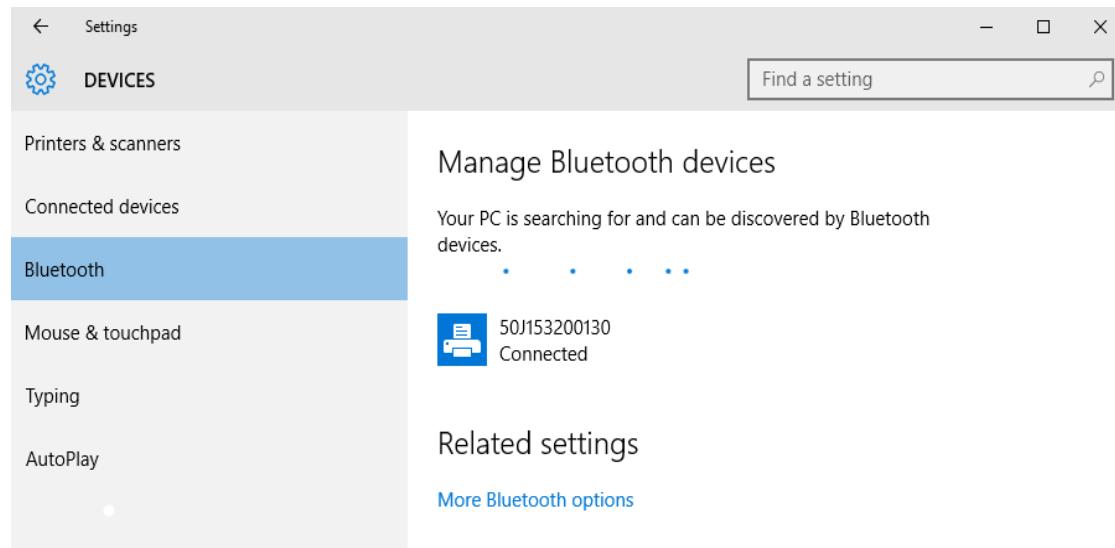 Settings
DEVICES
Find a setting
Printers & scanners
Connected devices
Bluetooth
Mouse & touchpad
Typing
AutoPlay
Manage Bluetooth devices
Your PC is searching for and can be discovered by Bluetooth
devices.
50J153200130
Connected
Related settings
More Bluetooth options